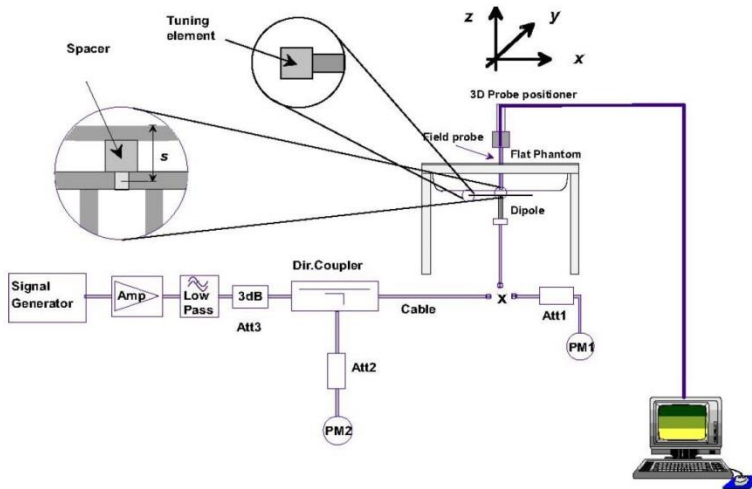 Tuning
element
Spacer
s
z
y
x
3D Probe positioner
Field probe
Flat Phantom
Dipole
Signal
Generator
Amp
Low
Pass
3dB
Att3
Dir.Coupler
Cable
x
Att1
PM1
Att2
PM2